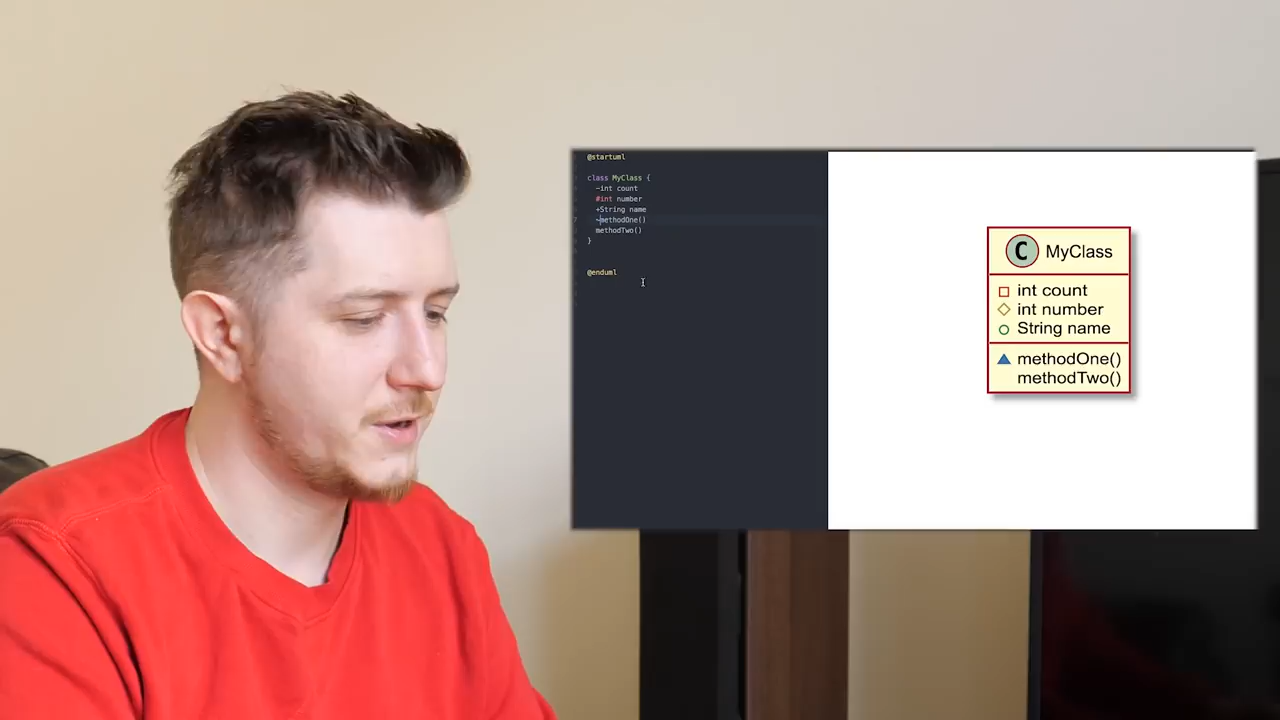 @startuml
class MyClass {
-int count
#int number
+String name
~methodOne()
methodTwo()
}
@enduml
C MyClass
int count
int number
String name
methodOne()
methodTwo()